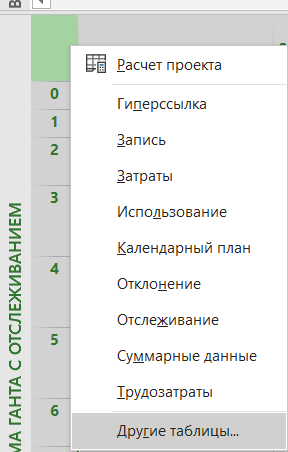 В
Расчет проекта
0
Гиперссылка
1
Запись
2
Затраты
3
Использование
Календарный план
4
Отклонение
Отслеживание
5
Суммарные данные
Трудозатраты
6
Другие таблицы...
МА ГАНТА С ОТСЛЕЖИВАНИЕМ